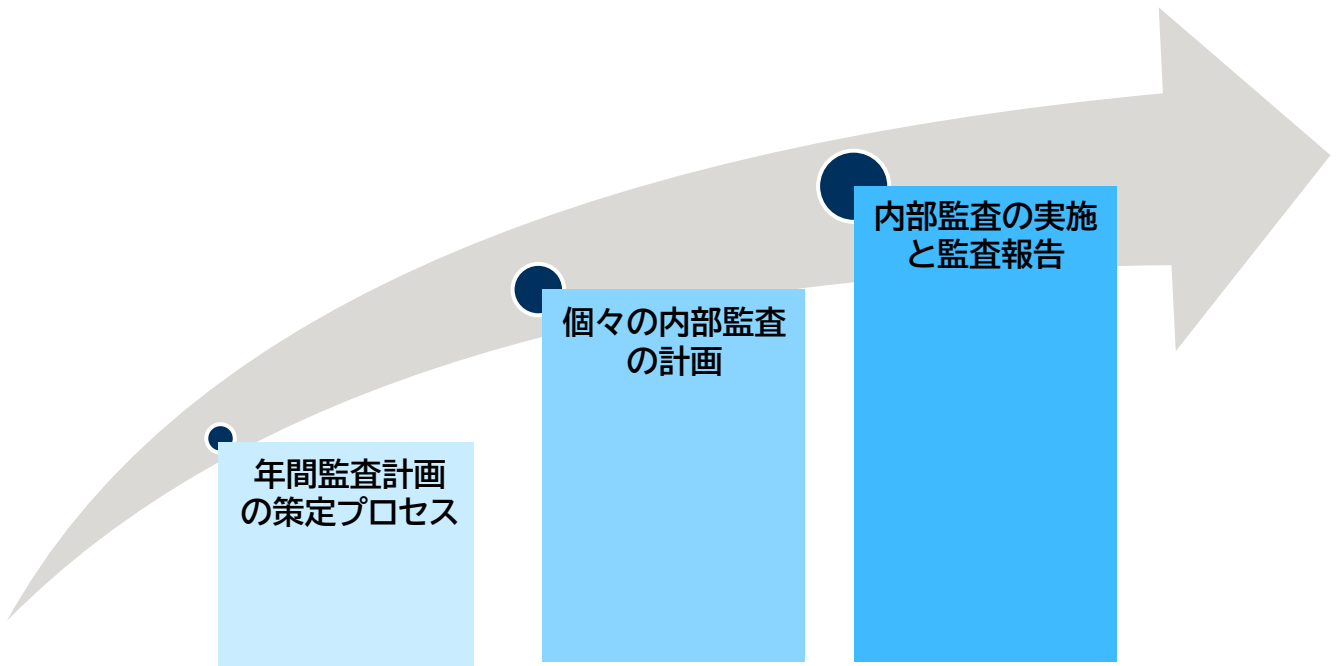 年間監査計画
の策定プロセス
個々の内部監査
の計画
内部監査の実施
と監査報告